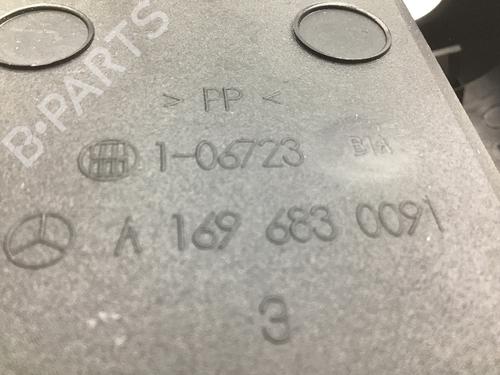 B-PARTS
> PP <
1-06723 B1A
A 169 683 0091
3